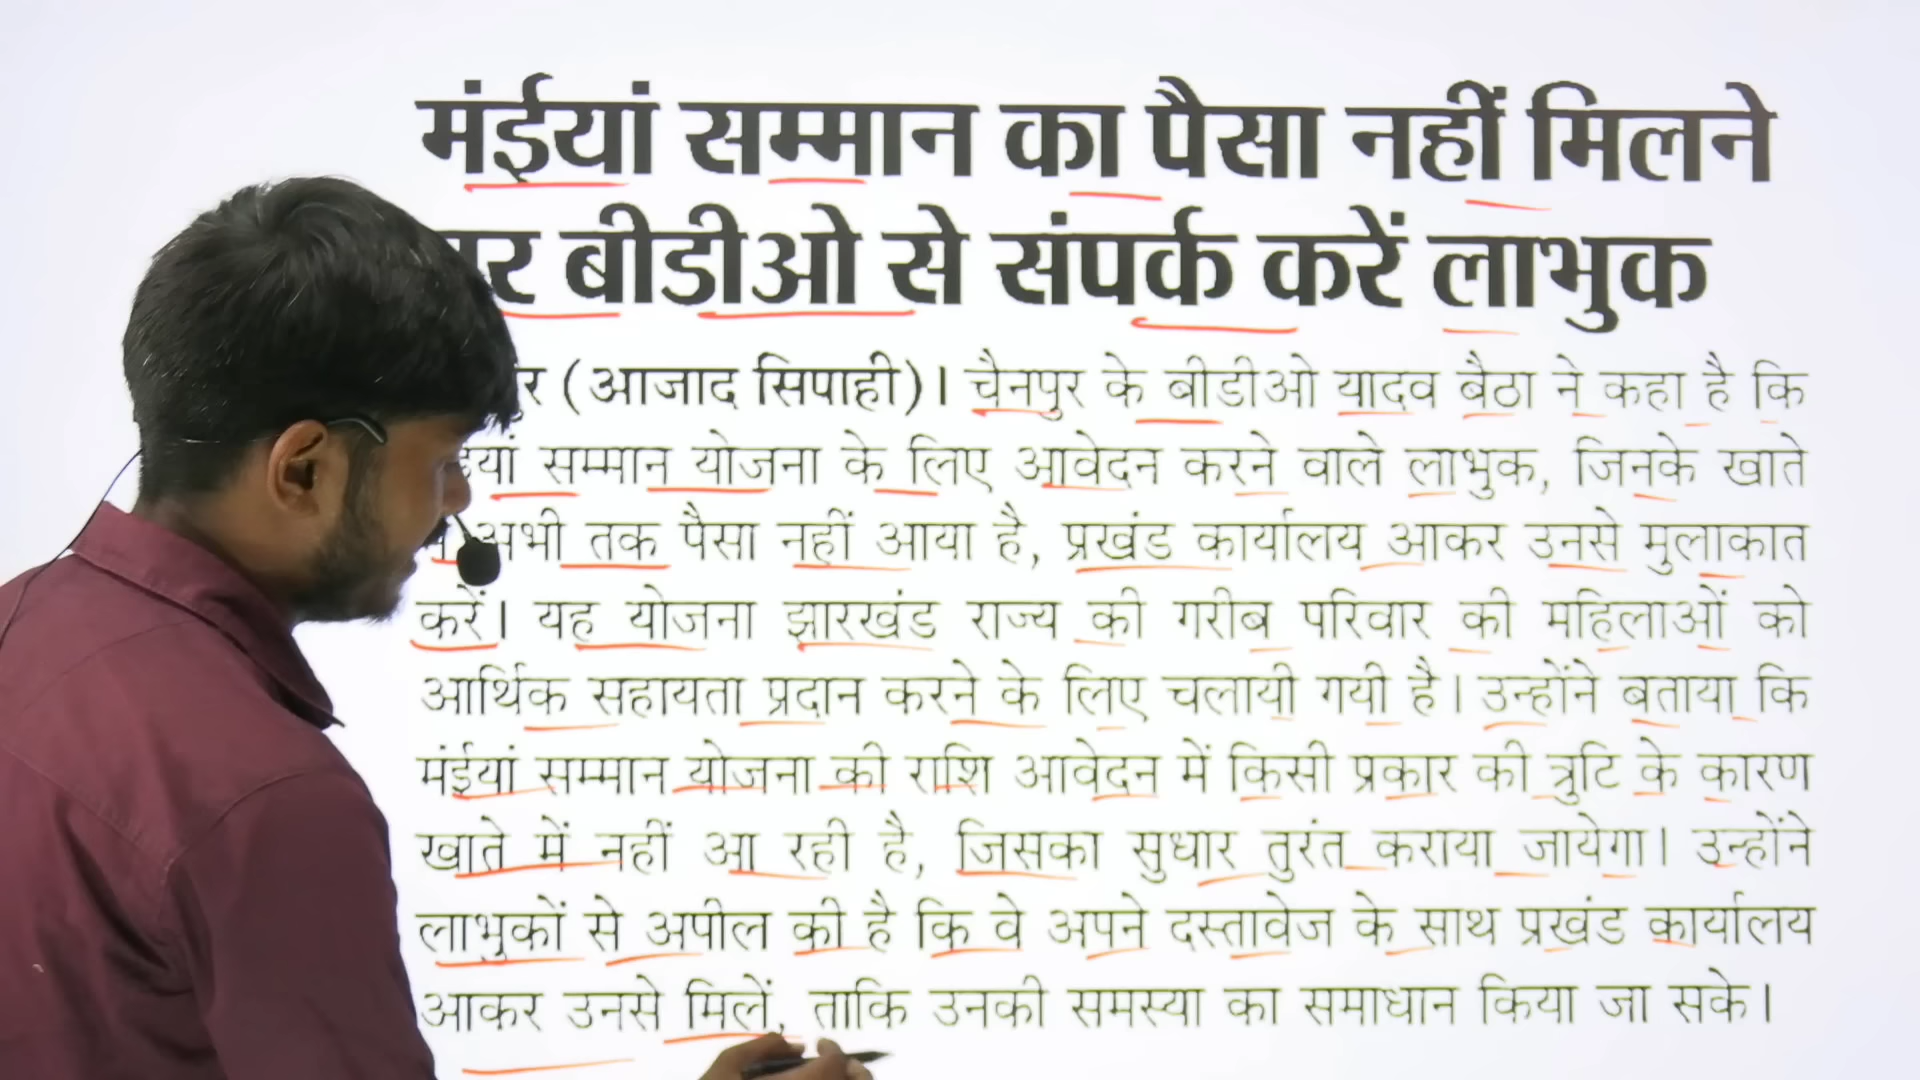 मंईयां सम्मान का पैसा नहीं मिलने
बीडीओ से संपर्क करें लाभुक
(आजाद सिपाही)। चैनपुर के बीडीओ यादव बैठा ने कहा है कि
सम्मान योजना के लिए आवेदन करने वाले लाभुक, जिनके खाते
अभी तक पैसा नहीं आया है, प्रखंड कार्यालय आकर उनसे मुलाकात
करें। यह योजना झारखंड राज्य की गरीब परिवार की महिलाओं को
आर्थिक सहायता प्रदान करने के लिए चलायी गयी है। उन्होंने बताया कि
मंईयां सम्मान योजना की राशि आवेदन में किसी प्रकार की त्रुटि के कारण
खाते में नहीं आ रही है, जिसका सुधार तुरंत कराया जायेगा। उन्होंने
लाभुकों से अपील की है कि वे अपने दस्तावेज के साथ प्रखंड कार्यालय
आकर उनसे मिलें, ताकि उनकी समस्या का समाधान किया जा सके।